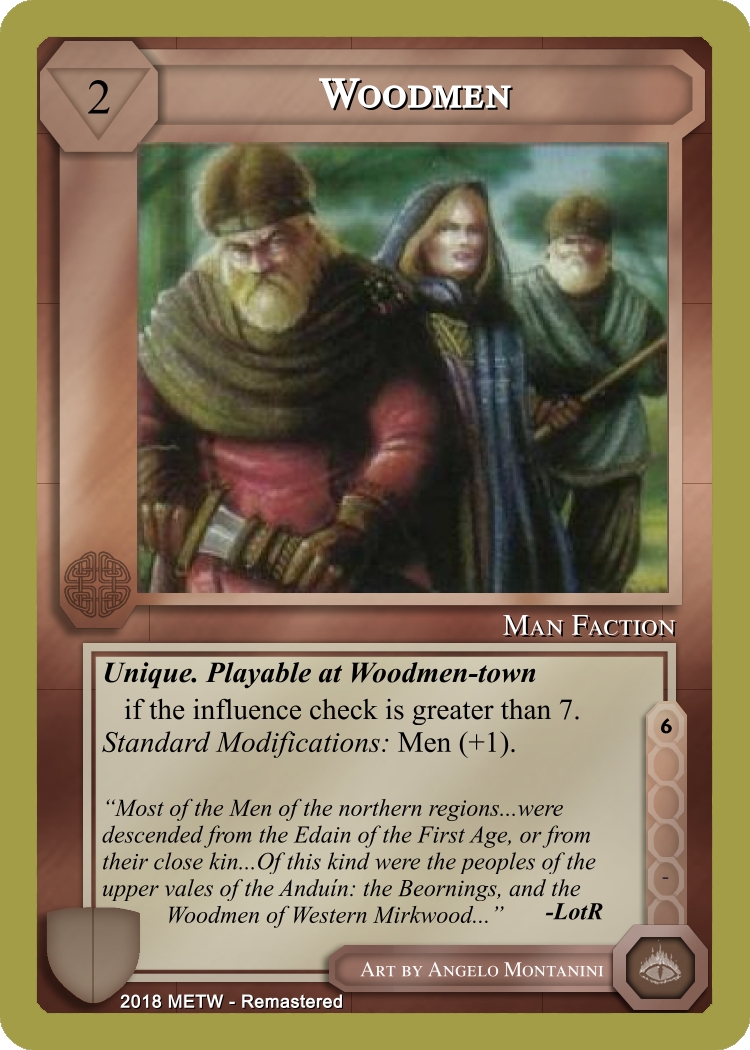 2
Woodmen
Man Faction
Unique. Playable at Woodmen-town
if the influence check is greater than 7.
Standard Modifications: Men (+1).
6
“Most of the Men of the northern regions...were
descended from the Edain of the First Age, or from
their close kin...Of this kind were the peoples of the
upper vales of the Anduín: the Beornings, and the
Woodmen of Western Mirkwood...” -LotR
-
Art by Angelo Montanini
2018 METW - Remastered